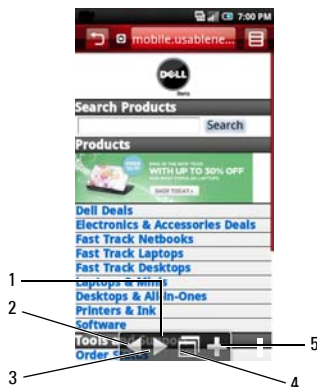 7:00 PM
mobile.usablene...
DELL
Search Products
Search
Products
WITH UP TO 30% OFF
SHOP TODAY
Dell Deals
Electronics & Accessories Deals
Fast Track Netbooks
Fast Track Laptops
Fast Track Desktops
Laptops & Minis
Desktops & All-in-Ones
Printers & Ink
Software
Tools
Order Status
1
2
3
4
5